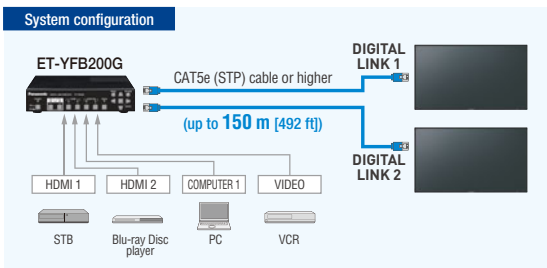 System configuration
ET-YFB200G
Panasonic
CAT5e (STP) cable or higher
(up to 150 m [492 ft])
DIGITAL
LINK 1
DIGITAL
LINK 2
HDMI 1
HDMI 2
COMPUTER 1
VIDEO
STB
Blu-ray Disc
player
PC
VCR